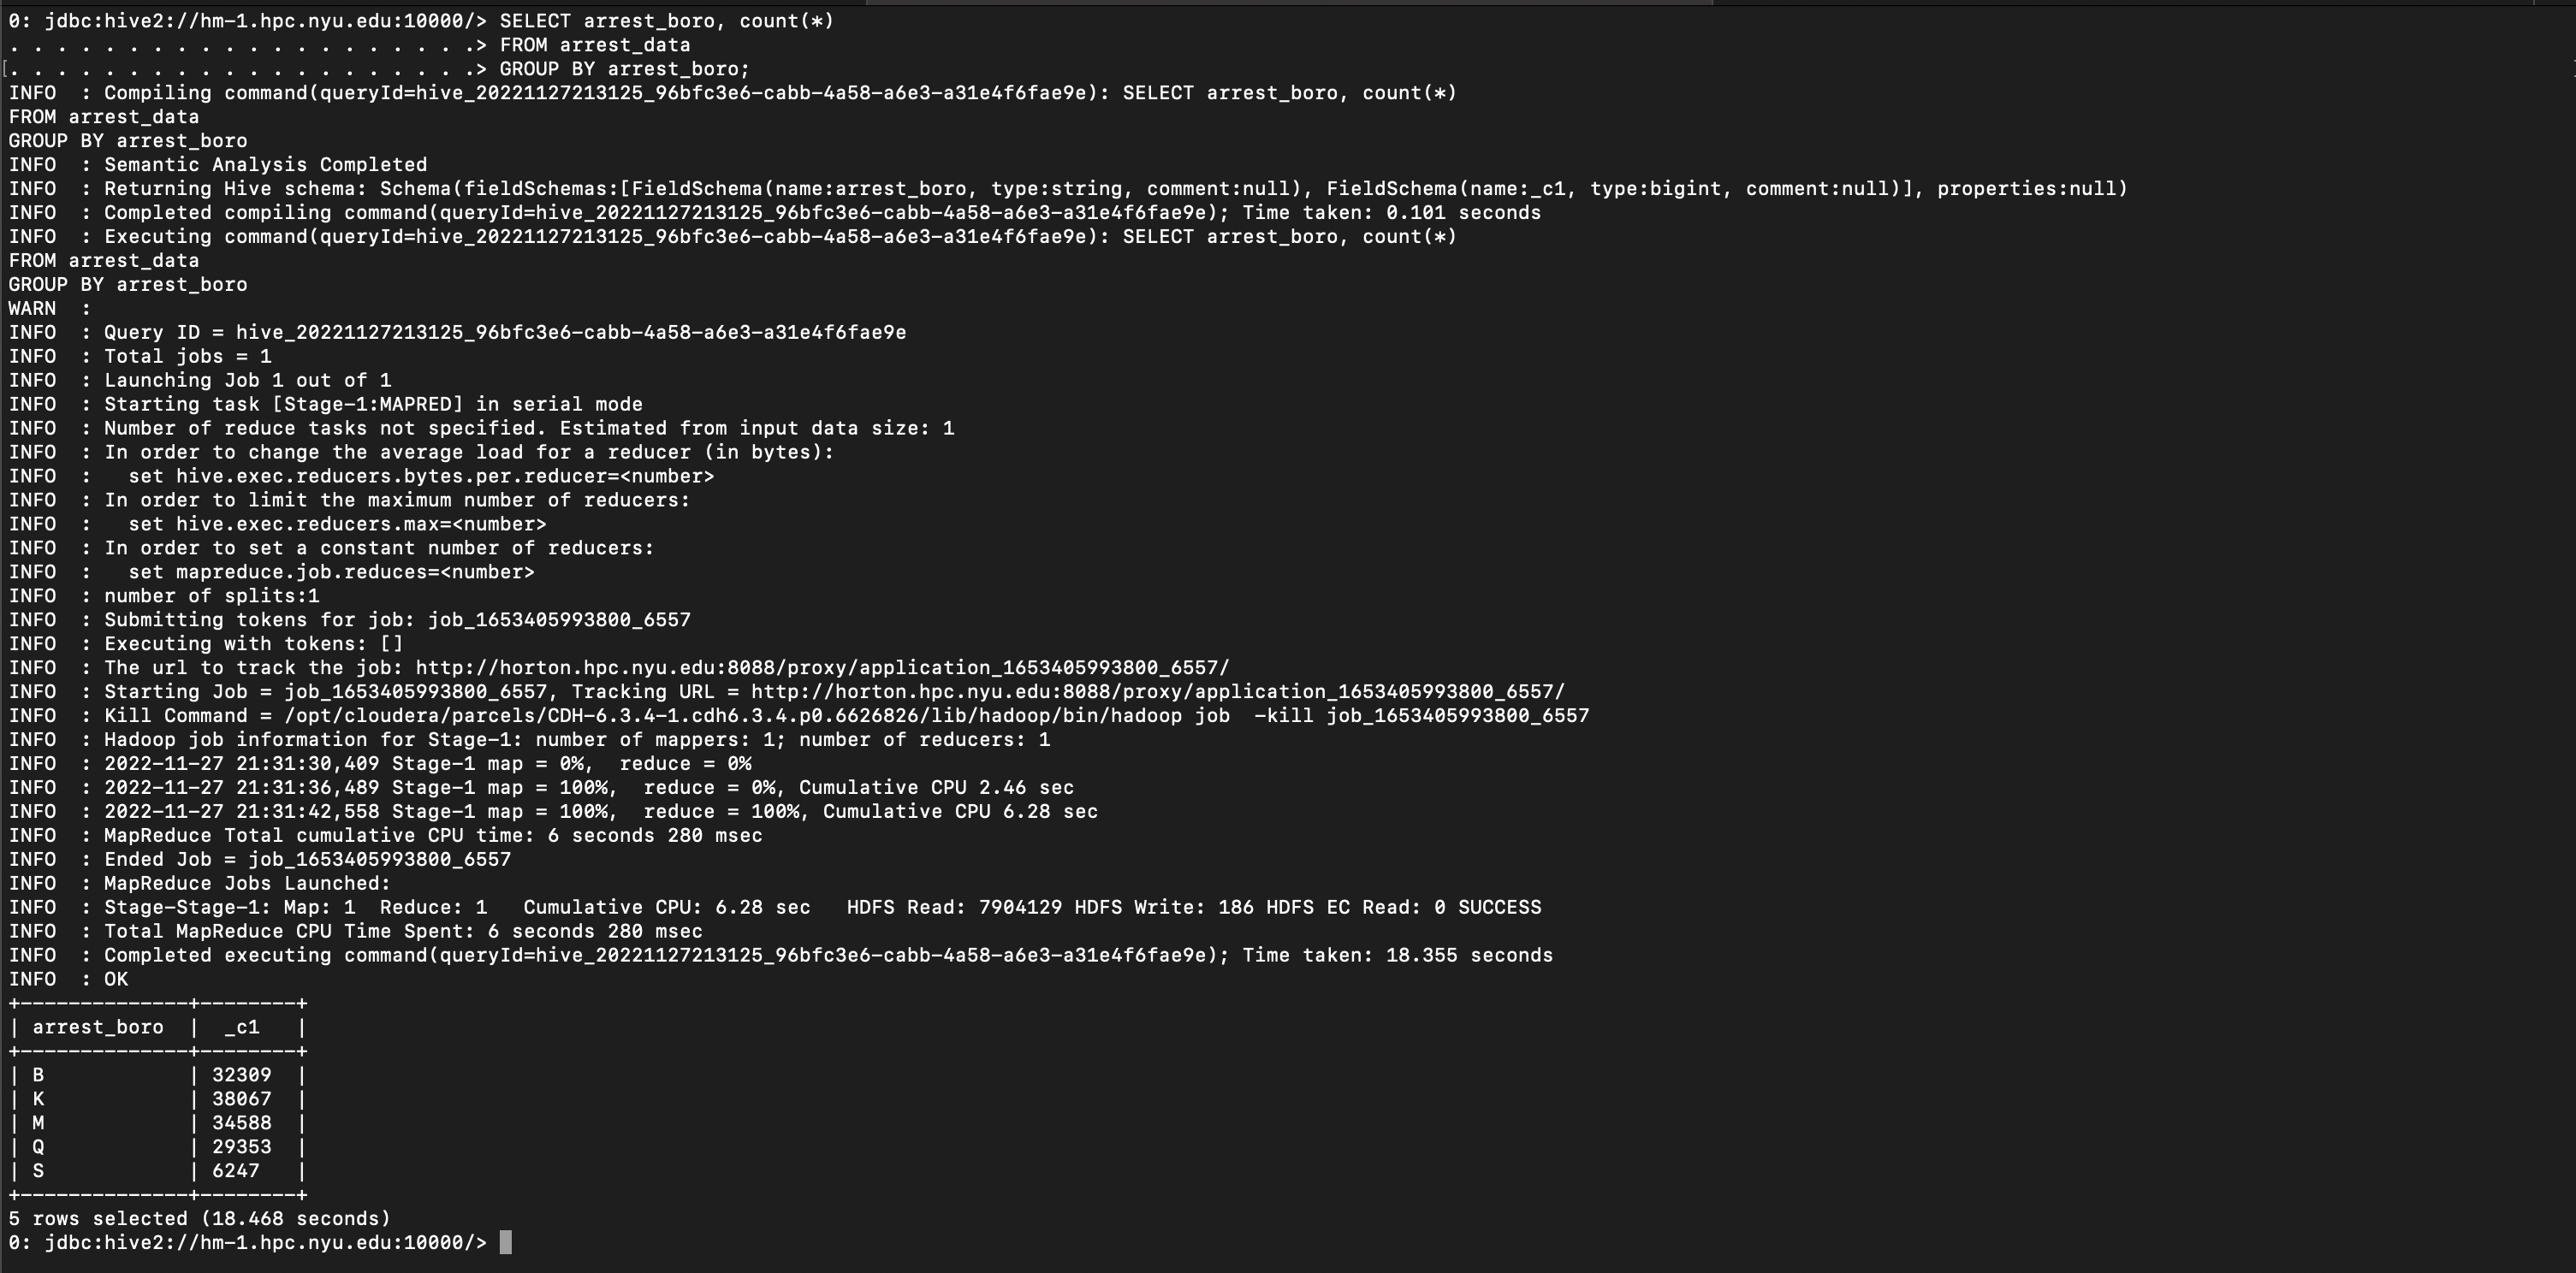 0: jdbc:hive2://hm-1.hpc.nyu.edu:10000/> SELECT arrest_boro, count(*)
. . . . . . . . . . . . . . . . . . . .> FROM arrest_data
[. . . . . . . . . . . . . . . . . . . .> GROUP BY arrest_boro;
INFO  : Compiling command(queryId=hive_20221127213125_96bfc3e6-cabb-4a58-a6e3-a31e4f6fae9e): SELECT arrest_boro, count(*)
FROM arrest_data
GROUP BY arrest_boro
INFO  : Semantic Analysis Completed
INFO  : Returning Hive schema: Schema(fieldSchemas:[FieldSchema(name:arrest_boro, type:string, comment:null), FieldSchema(name:_c1, type:bigint, comment:null)], properties:null)
INFO  : Completed compiling command(queryId=hive_20221127213125_96bfc3e6-cabb-4a58-a6e3-a31e4f6fae9e); Time taken: 0.101 seconds
INFO  : Executing command(queryId=hive_20221127213125_96bfc3e6-cabb-4a58-a6e3-a31e4f6fae9e): SELECT arrest_boro, count(*)
FROM arrest_data
GROUP BY arrest_boro
WARN  :
INFO  : Query ID = hive_20221127213125_96bfc3e6-cabb-4a58-a6e3-a31e4f6fae9e
INFO  : Total jobs = 1
INFO  : Launching Job 1 out of 1
INFO  : Starting task [Stage-1:MAPRED] in serial mode
INFO  : Number of reduce tasks not specified. Estimated from input data size: 1
INFO  : In order to change the average load for a reducer (in bytes):
INFO  :   set hive.exec.reducers.bytes.per.reducer=<number>
INFO  : In order to limit the maximum number of reducers:
INFO  :   set hive.exec.reducers.max=<number>
INFO  : In order to set a constant number of reducers:
INFO  :   set mapreduce.job.reduces=<number>
INFO  : number of splits:1
INFO  : Submitting tokens for job: job_1653405993800_6557
INFO  : Executing with tokens: []
INFO  : The url to track the job: http://horton.hpc.nyu.edu:8088/proxy/application_1653405993800_6557/
INFO  : Starting Job = job_1653405993800_6557, Tracking URL = http://horton.hpc.nyu.edu:8088/proxy/application_1653405993800_6557/
INFO  : Kill Command = /opt/cloudera/parcels/CDH-6.3.4-1.cdh6.3.4.p0.6626826/lib/hadoop/bin/hadoop job  -kill job_1653405993800_6557
INFO  : Hadoop job information for Stage-1: number of mappers: 1; number of reducers: 1
INFO  : 2022-11-27 21:31:30,409 Stage-1 map = 0%,  reduce = 0%
INFO  : 2022-11-27 21:31:36,489 Stage-1 map = 100%,  reduce = 0%, Cumulative CPU 2.46 sec
INFO  : 2022-11-27 21:31:42,558 Stage-1 map = 100%,  reduce = 100%, Cumulative CPU 6.28 sec
INFO  : MapReduce Total cumulative CPU time: 6 seconds 280 msec
INFO  : Ended Job = job_1653405993800_6557
INFO  : MapReduce Jobs Launched:
INFO  : Stage-Stage-1: Map: 1  Reduce: 1   Cumulative CPU: 6.28 sec   HDFS Read: 7904129 HDFS Write: 186 HDFS EC Read: 0 SUCCESS
INFO  : Total MapReduce CPU Time Spent: 6 seconds 280 msec
INFO  : Completed executing command(queryId=hive_20221127213125_96bfc3e6-cabb-4a58-a6e3-a31e4f6fae9e); Time taken: 18.355 seconds
INFO  : OK
+--------------+--------+
| arrest_boro  |  _c1   |
+--------------+--------+
| B            | 32309  |
| K            | 38067  |
| M            | 34588  |
| Q            | 29353  |
| S            | 6247   |
+--------------+--------+
5 rows selected (18.468 seconds)
0: jdbc:hive2://hm-1.hpc.nyu.edu:10000/>